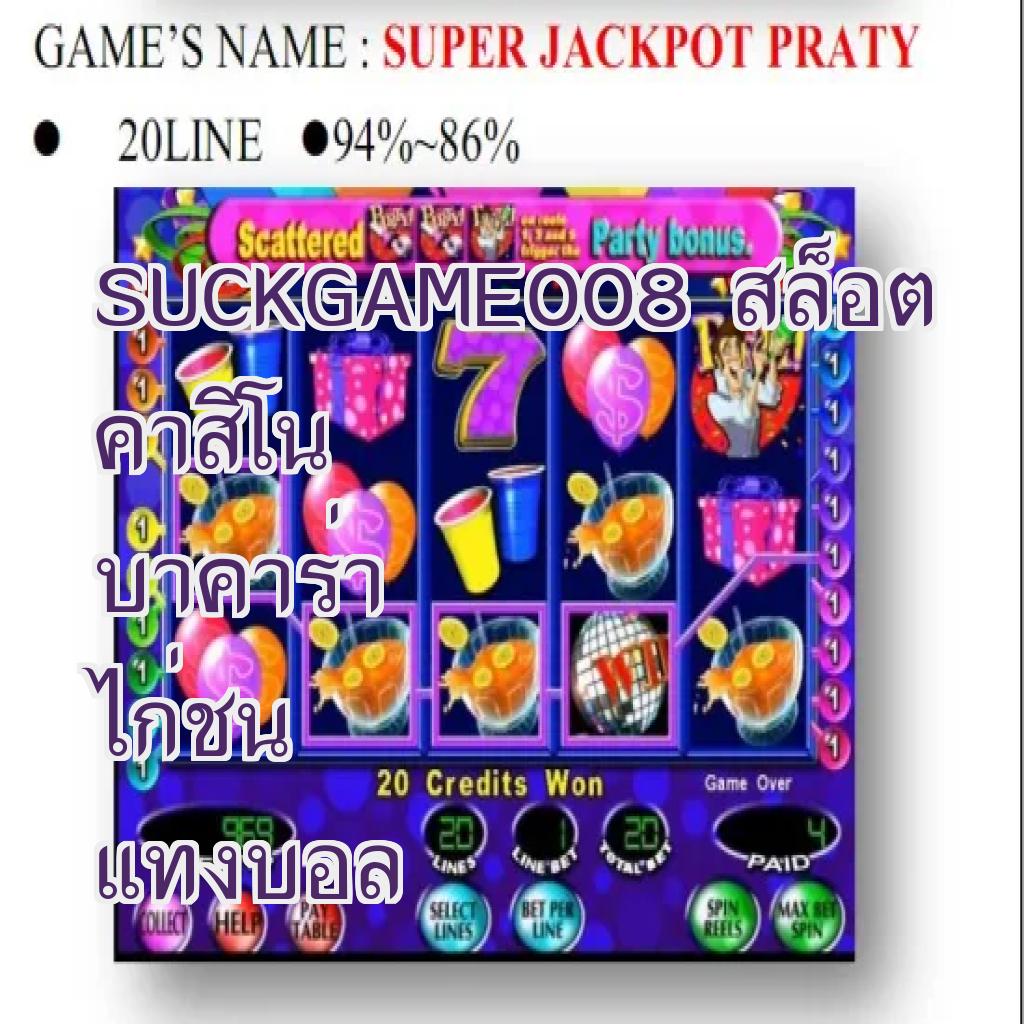 GAME’S NAME : SUPER JACKPOT PRATY
● 20LINE ●94%~86%
Scattered Party bonus.
SUCKGAME008 สล็อต
คาสิโน
บาคาร่า
ไก่ชน
20 Credits Won
Game Over
969 20 1 20 4
LINES LINE BET TOTAL BET PAID
แทงบอล
COLLECT HELP PAY TABLE SELECT LINES BET PER LINE SPIN REELS MAX BET SPIN